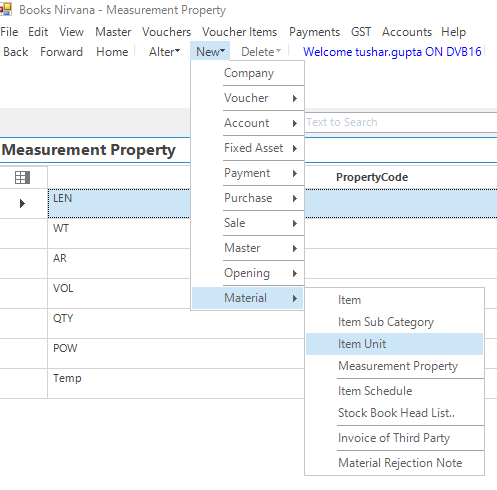 Books Nirvana - Measurement Property
File Edit View Master Vouchers Voucher Items Payments GST Accounts Help
Back Forward Home Alter New Delete Welcome tushar.gupta ON DVB16
Company
Voucher
Account Text to Search
Measurement Property Fixed Asset
Payment PropertyCode
LEN Purchase
WT Sale
Master
AR Opening
VOL Material Item
QTY Item Sub Category
Item Unit
POW Measurement Property
Temp Item Schedule
Stock Book Head List..
Invoice of Third Party
Material Rejection Note